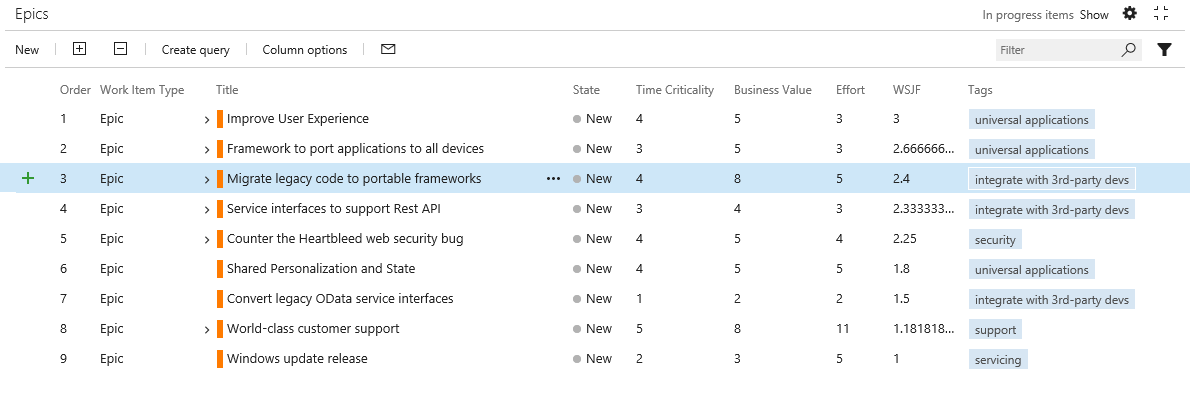 Epics In progress items Show
New Create query Column options Filter
Order Work Item Type Title State Time Criticality Business Value Effort WSJF Tags
1 Epic Improve User Experience New 4 5 3 3 universal applications
2 Epic Framework to port applications to all devices New 3 5 3 2.666666... universal applications
3 Epic Migrate legacy code to portable frameworks ... New 4 8 5 2.4 integrate with 3rd-party devs
4 Epic Service interfaces to support Rest API New 3 4 3 2.333333... integrate with 3rd-party devs
5 Epic Counter the Heartbleed web security bug New 4 5 4 2.25 security
6 Epic Shared Personalization and State New 4 5 5 1.8 universal applications
7 Epic Convert legacy OData service interfaces New 1 2 2 1.5 integrate with 3rd-party devs
8 Epic World-class customer support New 5 8 11 1.181818... support
9 Epic Windows update release New 2 3 5 1 servicing